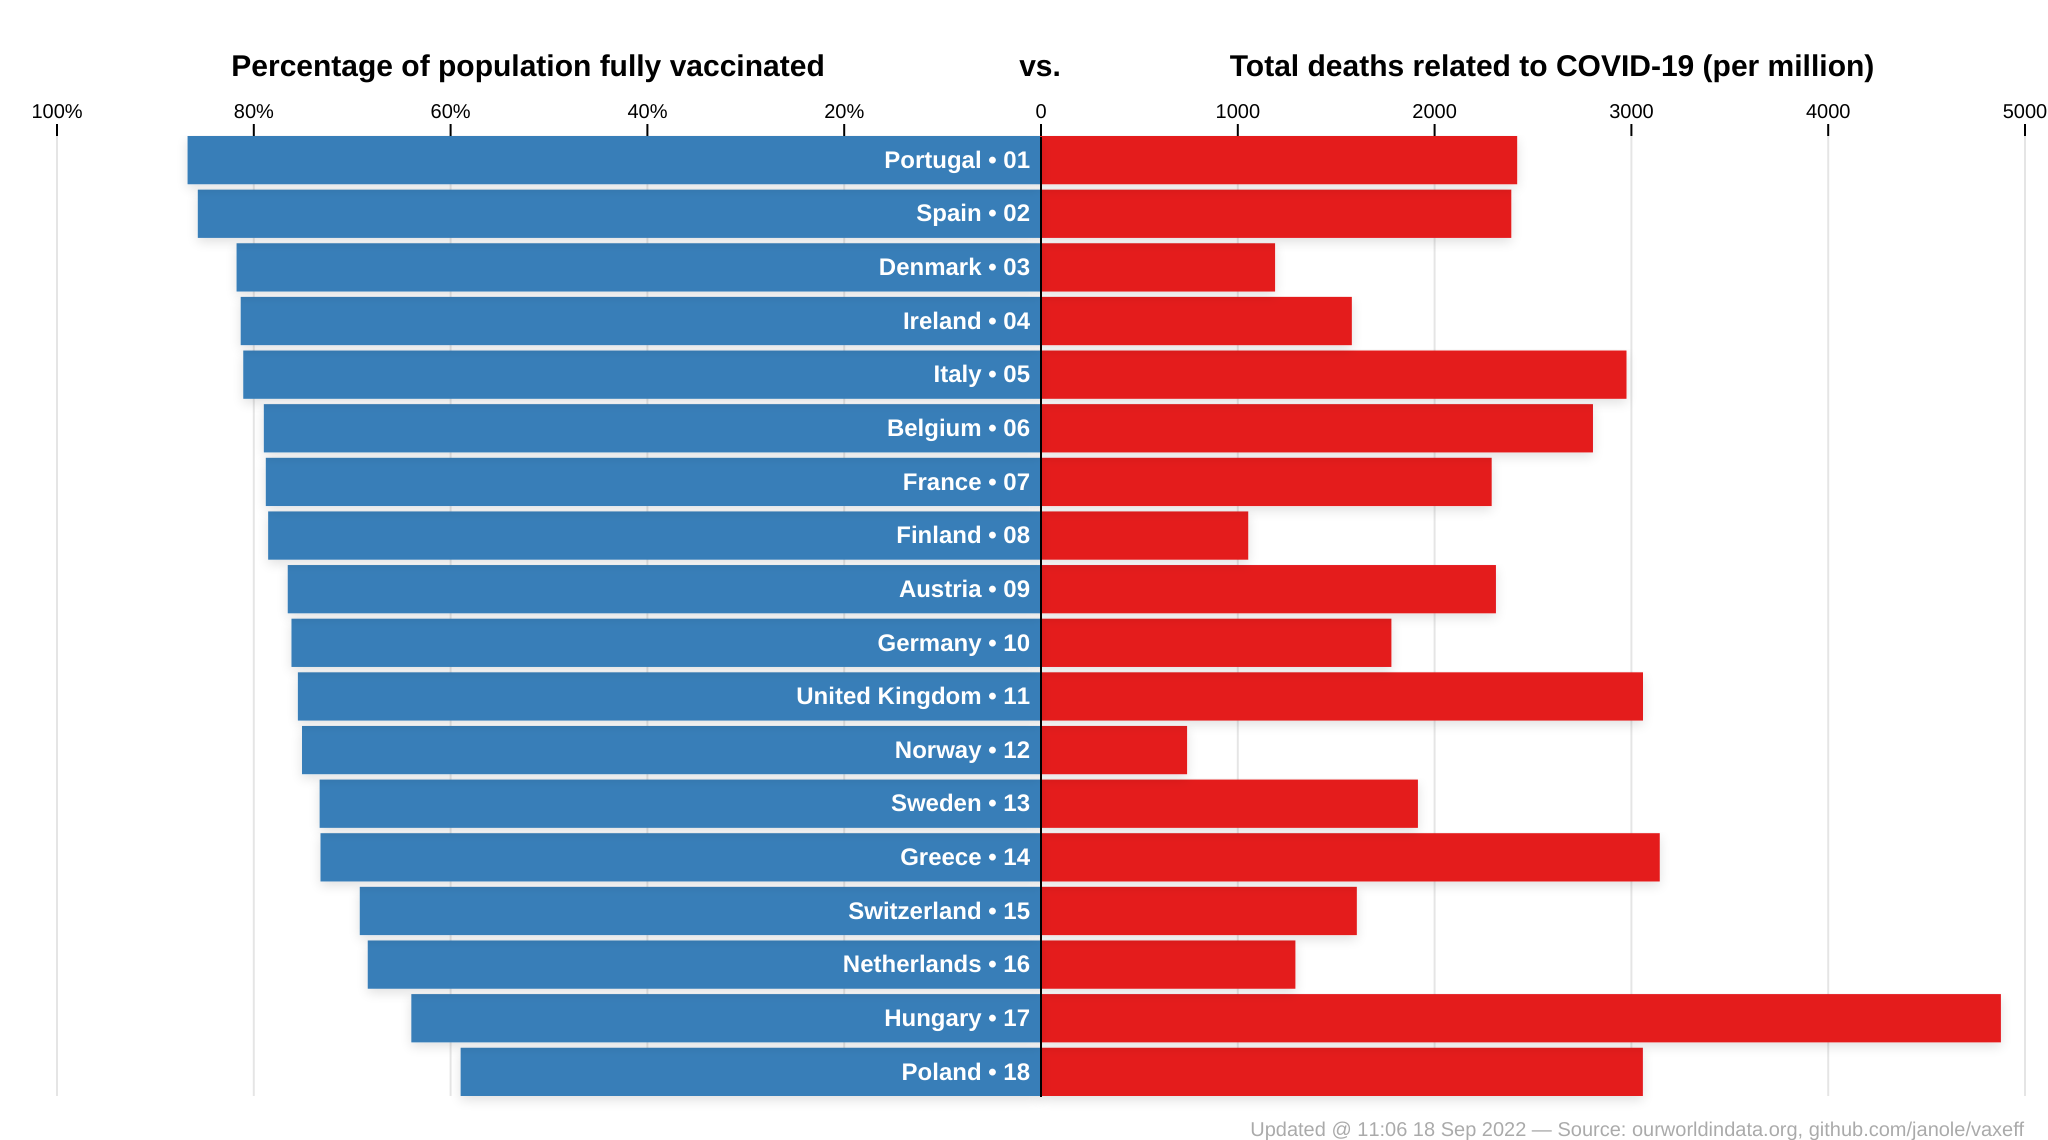 Percentage of population fully vaccinated vs. Total deaths related to COVID-19 (per million)
100% 80% 60% 40% 20% 0 1000 2000 3000 4000 5000
Portugal • 01
Spain • 02
Denmark • 03
Ireland • 04
Italy • 05
Belgium • 06
France • 07
Finland • 08
Austria • 09
Germany • 10
United Kingdom • 11
Norway • 12
Sweden • 13
Greece • 14
Switzerland • 15
Netherlands • 16
Hungary • 17
Poland • 18
Updated @ 11:06 18 Sep 2022 — Source: ourworldindata.org, github.com/janole/vaxeff